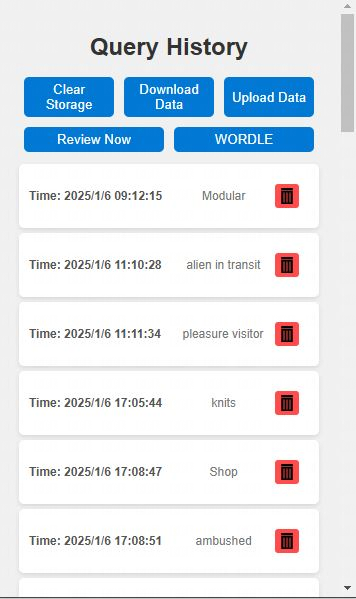 Query History
Clear
Storage
Download
Data
Upload Data
Review Now
WORDLE
Time: 2025/1/6 09:12:15 Modular
Time: 2025/1/6 11:10:28 alien in transit
Time: 2025/1/6 11:11:34 pleasure visitor
Time: 2025/1/6 17:05:44 knits
Time: 2025/1/6 17:08:47 Shop
Time: 2025/1/6 17:08:51 ambushed